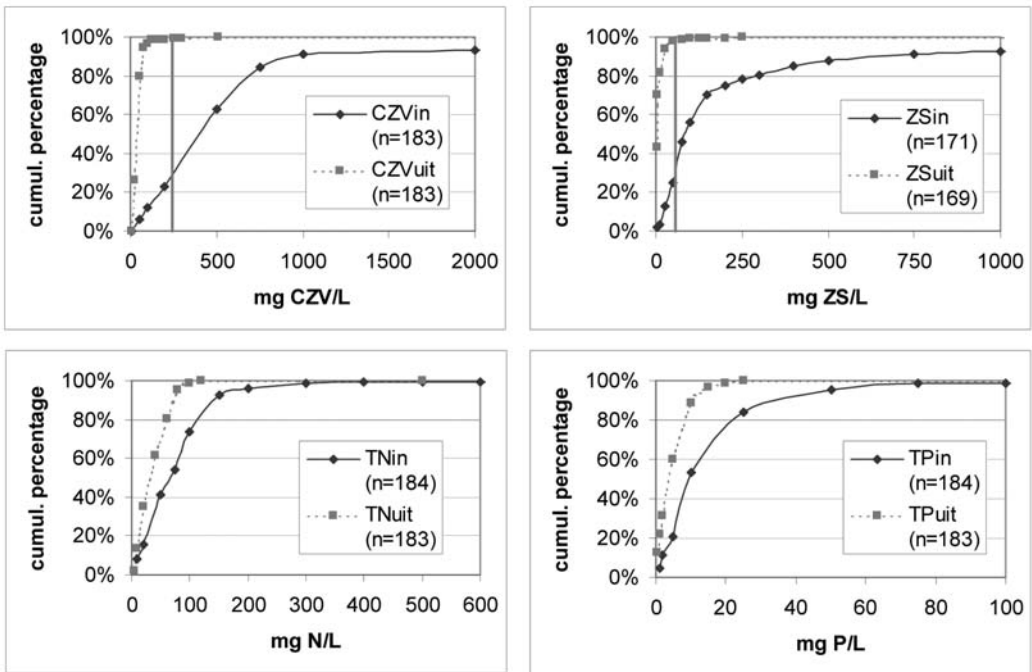 cumul. percentage
100%
80%
60%
40%
20%
0%
CZVin
(n=183)
CZVuit
(n=183)
0 500 1000 1500 2000
mg CZV/L
cumul. percentage
100%
80%
60%
40%
20%
0%
ZSin
(n=171)
ZSuit
(n=169)
0 250 500 750 1000
mg ZS/L
cumul. percentage
100%
80%
60%
40%
20%
0%
TNin
(n=184)
TNuit
(n=183)
0 100 200 300 400 500 600
mg N/L
cumul. percentage
100%
80%
60%
40%
20%
0%
TPin
(n=184)
TPuit
(n=183)
0 20 40 60 80 100
mg P/L